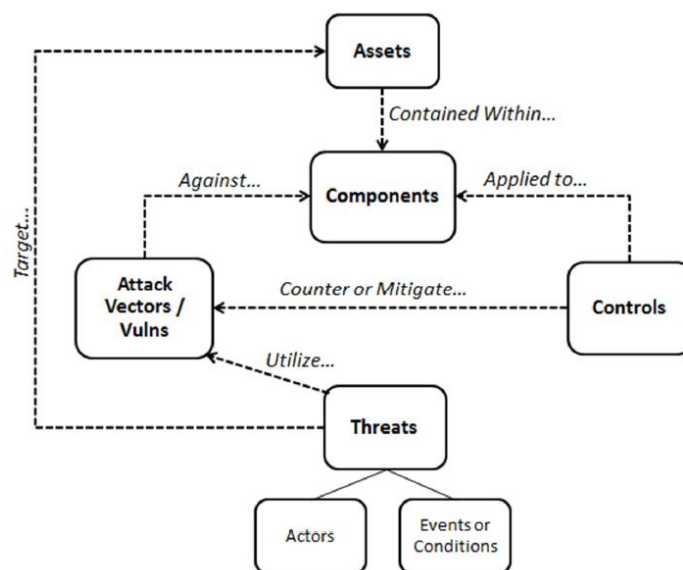 Assets
Contained Within...
Against...
Components
Applied to...
Target...
Attack
Vectors /
Vulns
Counter or Mitigate...
Controls
Utilize...
Threats
Actors
Events or
Conditions